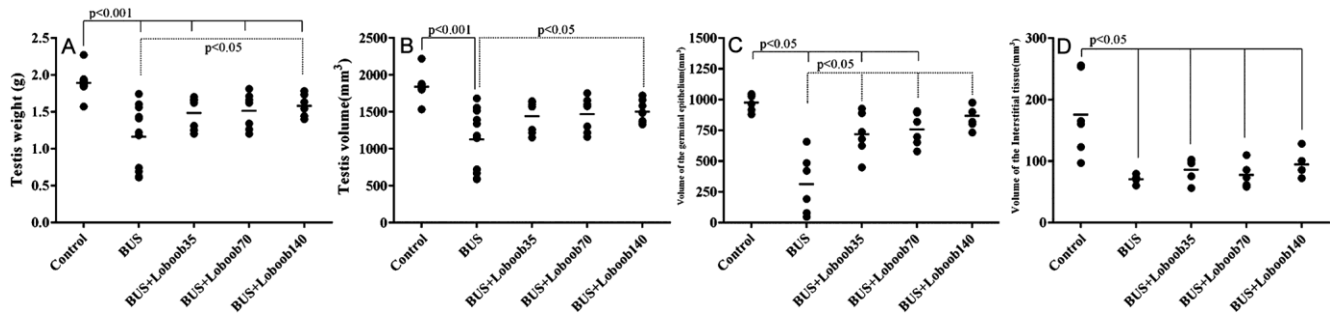 p<0.001
A
p<0.05
Testis weight (g)
2.5
2.0
1.5
1.0
0.5
0.0
Control
BUS
BUS+Loboob35
BUS+Loboob70
BUS+Loboob140
p<0.001
B
p<0.05
Testis volume(mm³)
2500
2000
1500
1000
500
0
Control
BUS
BUS+Loboob35
BUS+Loboob70
BUS+Loboob140
C
p<0.05
p<0.05
Volume of the germinal epithelium(mm³)
1500
1250
1000
750
500
250
0
Control
BUS
BUS+Loboob35
BUS+Loboob70
BUS+Loboob140
D
p<0.05
Volume of the Interstitial tissue(mm³)
300
200
100
0
Control
BUS
BUS+Loboob35
BUS+Loboob70
BUS+Loboob140